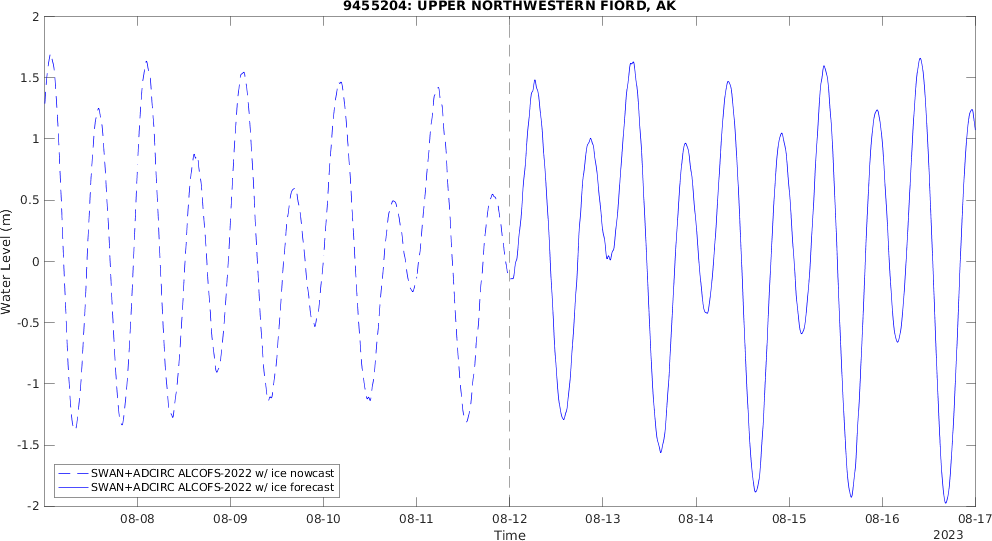 9455204: UPPER NORTHWESTERN FIORD, AK
2
1.5
1
0.5
0
-0.5
-1
-1.5
-2
Water Level (m)
SWAN+ADCIRC ALCOFS-2022 w/ ice nowcast
SWAN+ADCIRC ALCOFS-2022 w/ ice forecast
08-08 08-09 08-10 08-11 08-12 08-13 08-14 08-15 08-16 08-17
Time
2023